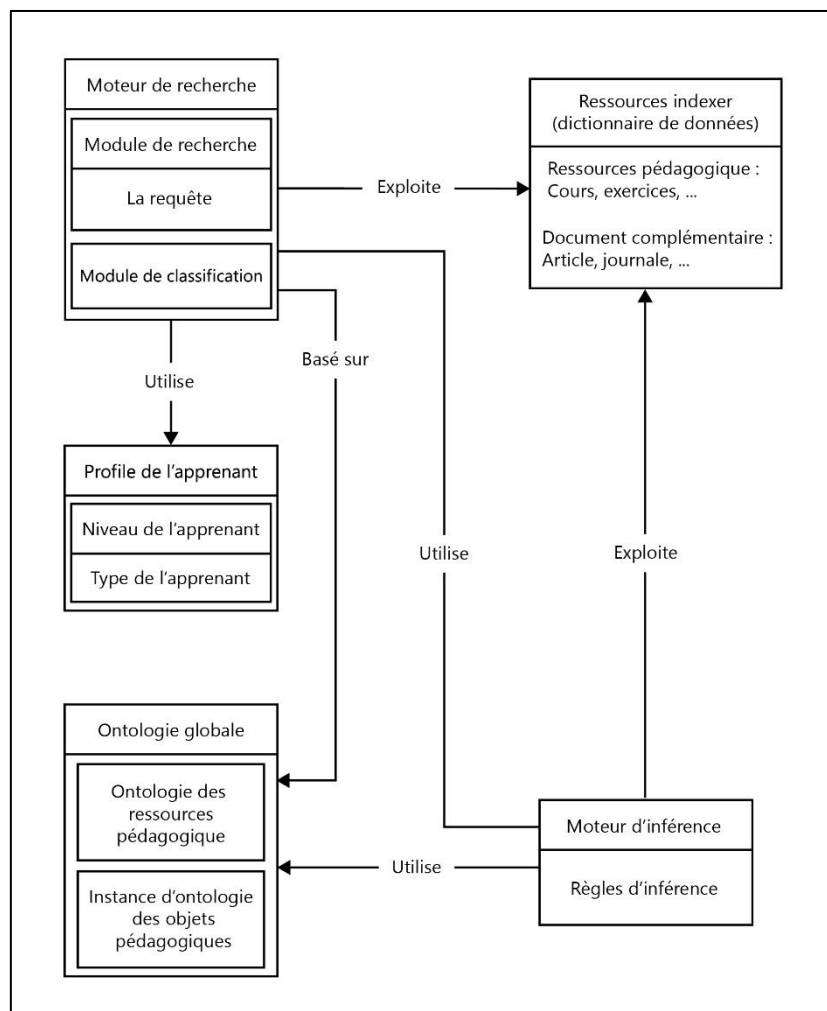 Moteur de recherche
Module de recherche
La requête
Module de classification
Exploite
Ressources indexer
(dictionnaire de données)
Ressources pédagogique :
Cours, exercices, ...
Document complémentaire :
Article, journale, ...
Utilise
Basé sur
Profile de l'apprenant
Niveau de l'apprenant
Type de l'apprenant
Utilise
Exploite
Ontologie globale
Ontologie des
ressources
pédagogique
Instance d'ontologie
des objets
pédagogiques
Utilise
Moteur d'inférence
Règles d'inférence